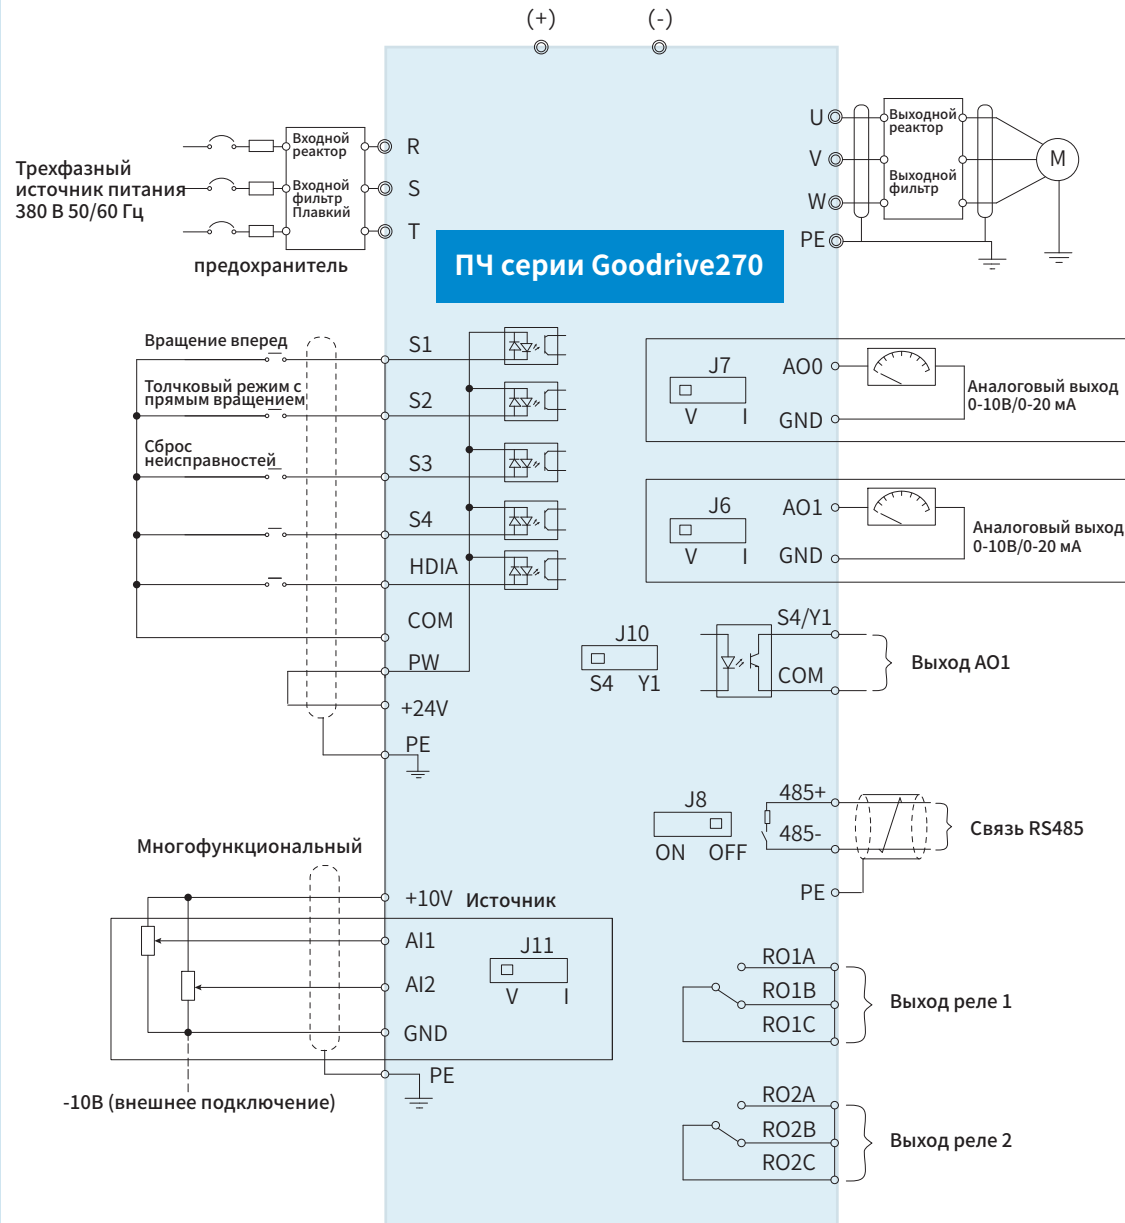 (+)
(-)
Трехфазный
источник питания
380 В 50/60 Гц
Входной
реактор
Входной
фильтр
Плавкий
предохранитель
R
S
T
U
V
W
PE
Выходной
реактор
Выходной
фильтр
M
ПЧ серии Goodrive270
Вращение вперед
Толчковый режим с
прямым вращением
Сброс
неисправностей
S1
S2
S3
S4
HDIA
COM
PW
+24V
PE
J7
V I
AO0
GND
Аналоговый выход
0-10В/0-20 мА
J6
V I
AO1
GND
Аналоговый выход
0-10В/0-20 мА
J10
S4 Y1
S4/Y1
COM
Выход AO1
J8
ON OFF
485+
485-
PE
Связь RS485
Многофункциональный
+10V Источник
AI1
AI2
GND
PE
J11
V I
-10В (внешнее подключение)
RO1A
RO1B
RO1C
Выход реле 1
RO2A
RO2B
RO2C
Выход реле 2